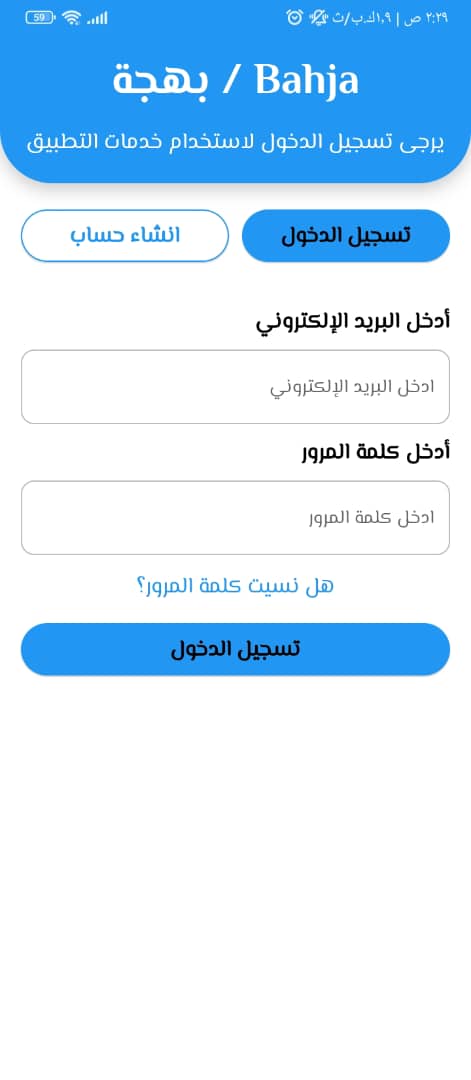 ٢:٢٩ ص | ١,٩ك.ب/ث 59
بهجة / Bahja
يرجى تسجيل الدخول لاستخدام خدمات التطبيق
تسجيل الدخول
انشاء حساب
أدخل البريد الإلكتروني
ادخل البريد الإلكتروني
أدخل كلمة المرور
ادخل كلمة المرور
هل نسيت كلمة المرور؟
تسجيل الدخول